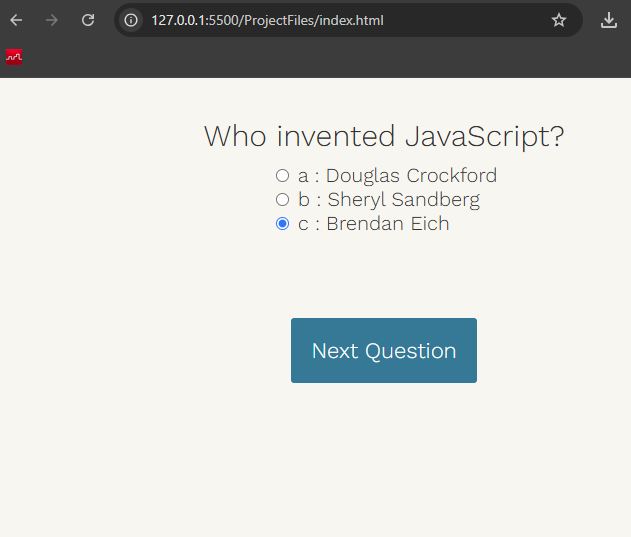 127.0.0.1:5500/ProjectFiles/index.html
Who invented JavaScript?
a : Douglas Crockford
b : Sheryl Sandberg
c : Brendan Eich
Next Question